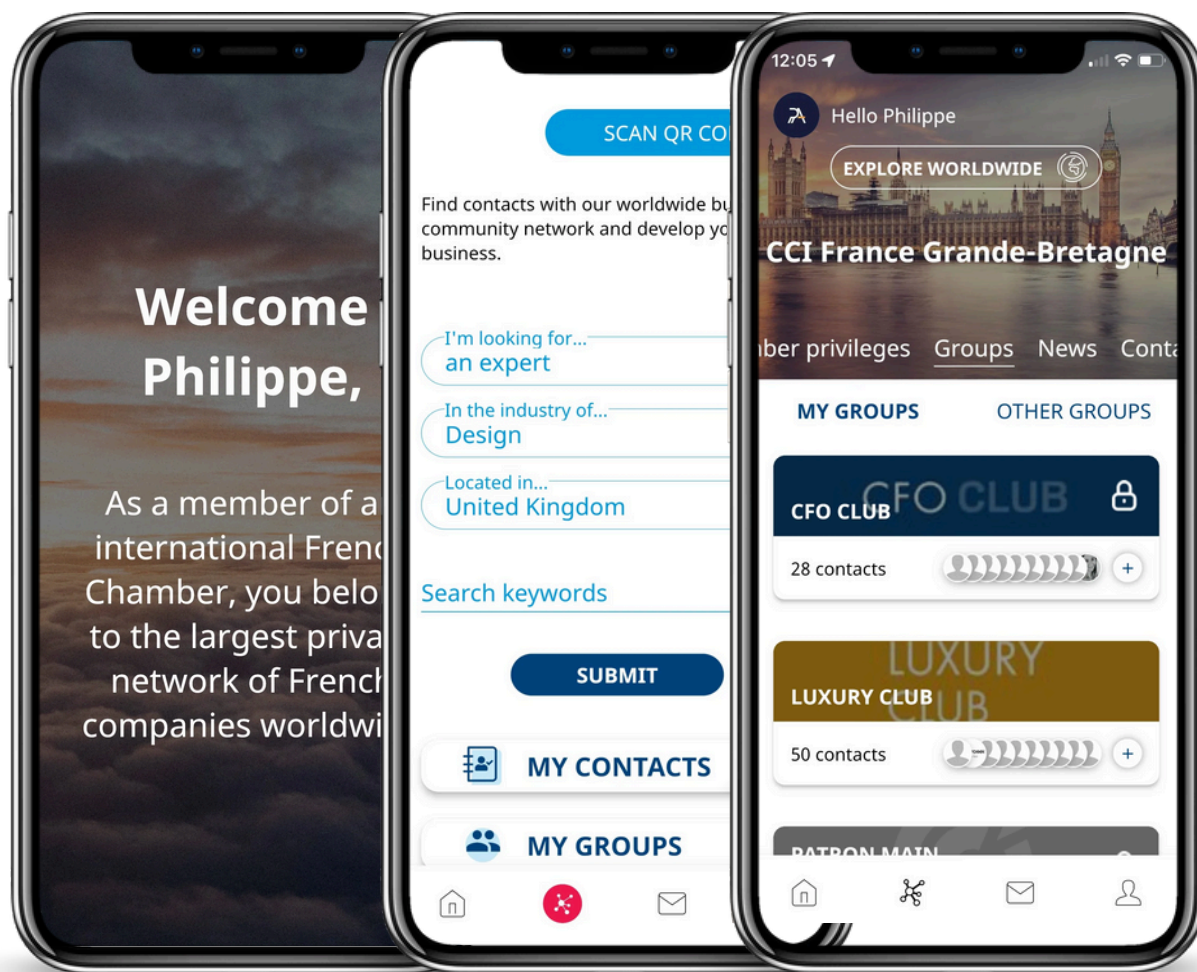 Welcome
Philippe,
As a member of a
international Frenc
Chamber, you belo
to the largest priva
network of French
companies worldwi
SCAN QR CO
Find contacts with our worldwide bu
community network and develop yo
business.
I'm looking for...
an expert
In the industry of...
Design
Located in...
United Kingdom
Search keywords
SUBMIT
MY CONTACTS
MY GROUPS
12:05
Hello Philippe
EXPLORE WORLDWIDE
CCI France Grande-Bretagne
ber privileges Groups News Conta
MY GROUPS OTHER GROUPS
CFO CLUB
CFO CLUB
28 contacts
+
LUXURY
CLUB
LUXURY CLUB
50 contacts
+
PATRON MAIN